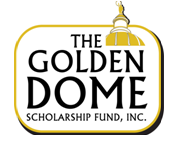 THE
GOLDEN
DOME
SCHOLARSHIP FUND, INC.